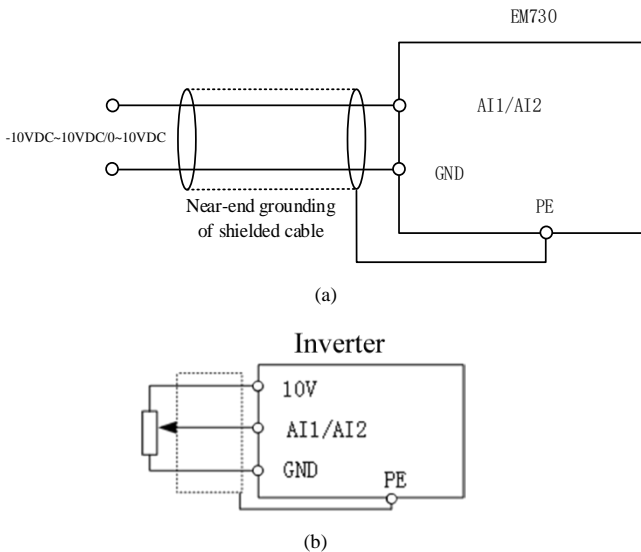 EM730
AI1/AI2
-10VDC~10VDC/0~10VDC
GND
Near-end grounding
of shielded cable
PE
(a)
Inverter
10V
AI1/AI2
GND
PE
(b)